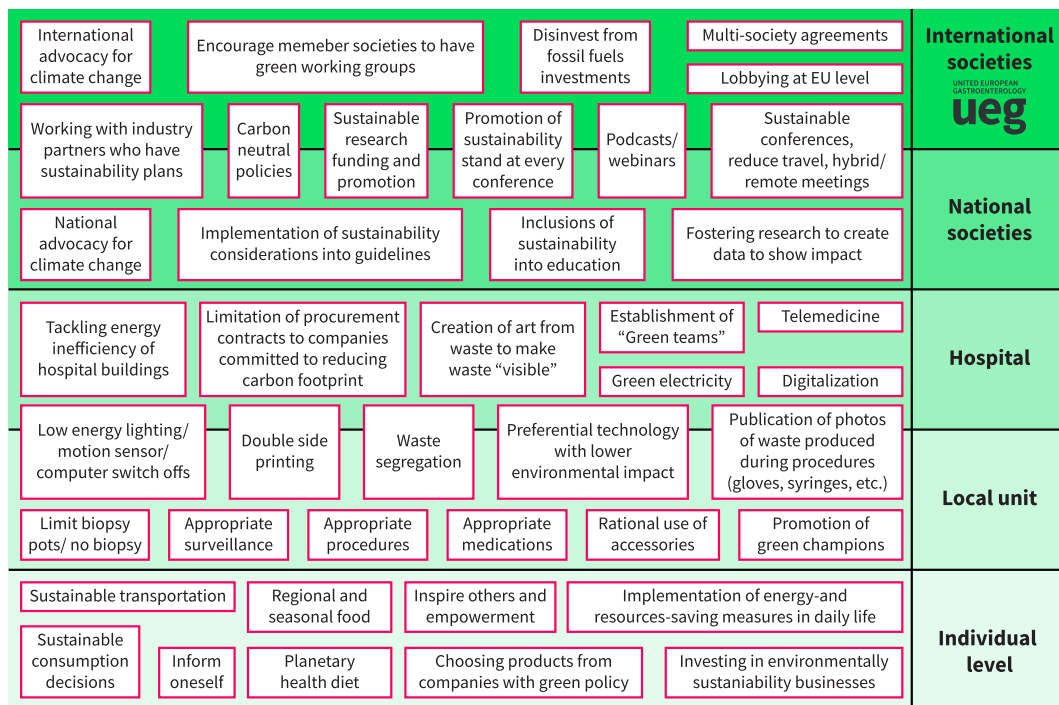 International
advocacy for
climate change
Encourage memeber societies to have
green working groups
Disinvest from
fossil fuels
investments
Multi-society agreements
Lobbying at EU level
International
societies
UNITED EUROPEAN
GASTROENTEROLOGY
ueg
Working with industry
partners who have
sustainability plans
Carbon
neutral
policies
Sustainable
research
funding and
promotion
Promotion of
sustainability
stand at every
conference
Podcasts/
webinars
Sustainable
conferences,
reduce travel, hybrid/
remote meetings
National
societies
National
advocacy for
climate change
Implementation of sustainability
considerations into guidelines
Inclusions of
sustainability
into education
Fostering research to create
data to show impact
Tackling energy
inefficiency of
hospital buildings
Limitation of procurement
contracts to companies
committed to reducing
carbon footprint
Creation of art from
waste to make
waste “visible”
Establishment of
“Green teams”
Telemedicine
Green electricity
Digitalization
Hospital
Low energy lighting/
motion sensor/
computer switch offs
Double side
printing
Waste
segregation
Preferential technology
with lower
environmental impact
Publication of photos
of waste produced
during procedures
(gloves, syringes, etc.)
Local unit
Limit biopsy
pots/ no biopsy
Appropriate
surveillance
Appropriate
procedures
Appropriate
medications
Rational use of
accessories
Promotion of
green champions
Sustainable transportation
Regional and
seasonal food
Inspire others and
empowerment
Implementation of energy-and
resources-saving measures in daily life
Individual
level
Sustainable
consumption
decisions
Inform
oneself
Planetary
health diet
Choosing products from
companies with green policy
Investing in environmentally
sustaniability businesses